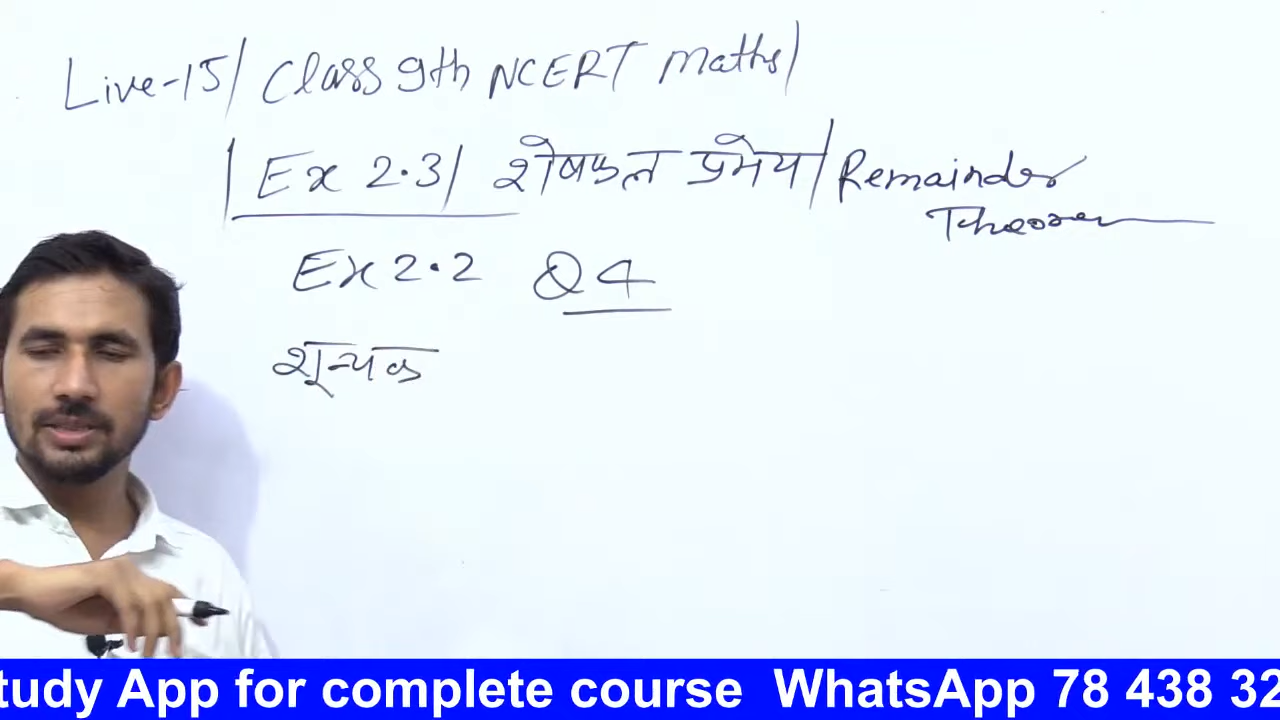 Live-15/ Class 9th NCERT Maths/
/Ex 2.3/ शेषफल प्रमेय/ Remainder
Theorem
Ex 2.2 Q4
शून्यक
tudy App for complete course WhatsApp 78 438 32